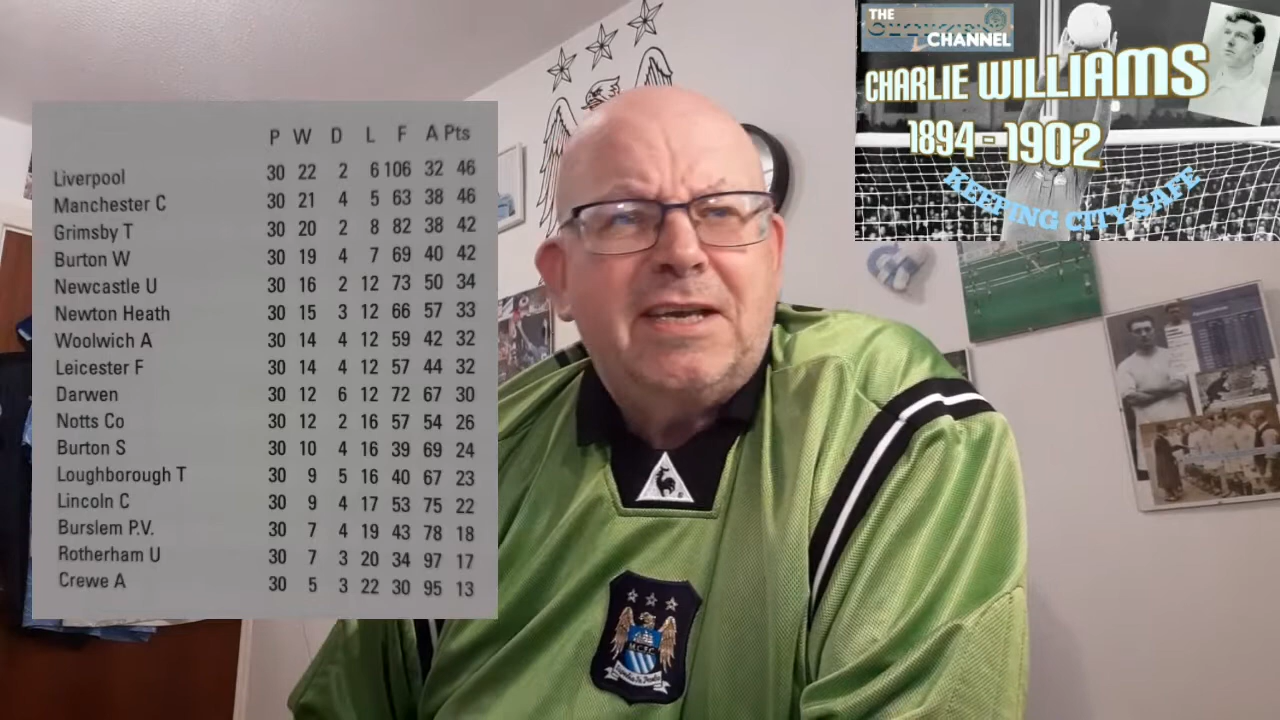 P W D L F A Pts
Liverpool 30 22 2 6 106 32 46
Manchester C 30 21 4 5 63 38 46
Grimsby T 30 20 2 8 82 38 42
Burton W 30 19 4 7 69 40 42
Newcastle U 30 16 2 12 73 50 34
Newton Heath 30 15 3 12 66 57 33
Woolwich A 30 14 4 12 59 42 32
Leicester F 30 14 4 12 57 44 32
Darwen 30 12 6 12 72 67 30
Notts Co 30 12 2 16 57 54 26
Burton S 30 10 4 16 39 69 24
Loughborough T 30 9 5 16 40 67 23
Lincoln C 30 9 4 17 53 75 22
Burslem P.V. 30 7 4 19 43 78 18
Rotherham U 30 7 3 20 34 97 17
Crewe A 30 5 3 22 30 95 13
THE
CHANNEL
CHARLIE WILLIAMS
1894-1902
KEEPING CITY SAFE
M.C.F.C.